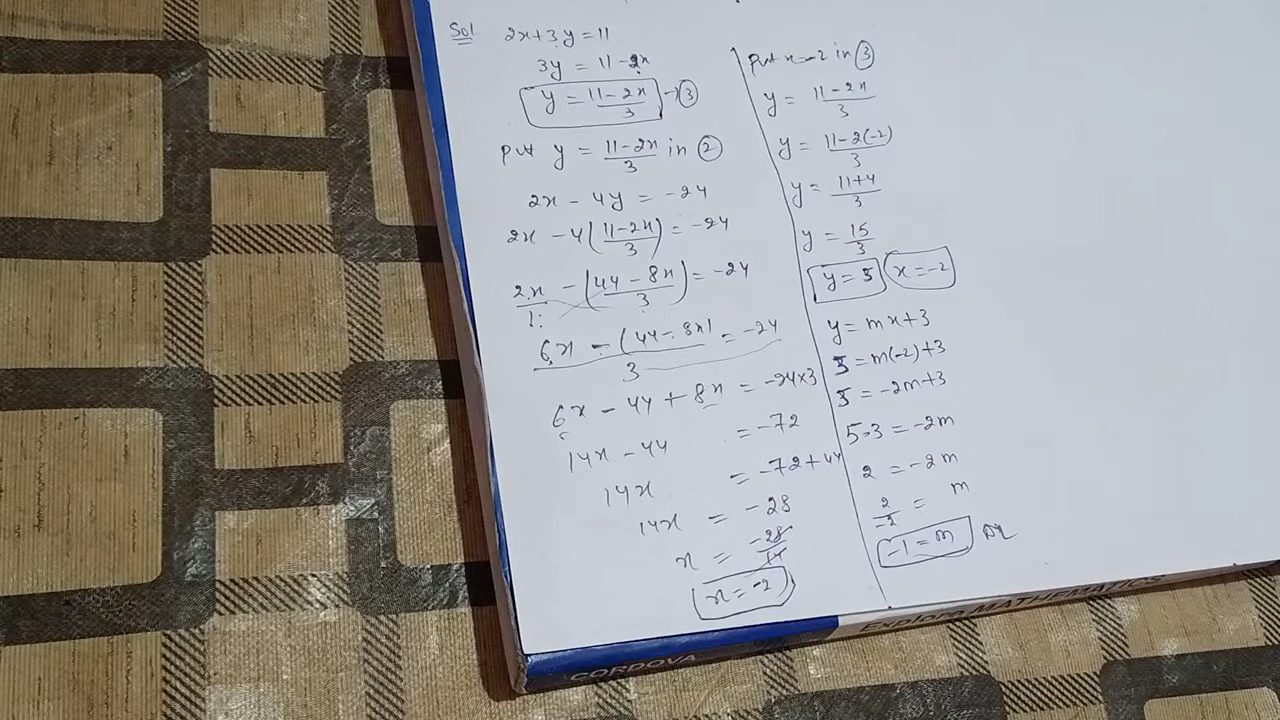 Sol 2x+3y=11
3y = 11-2x
y = 11-2x/3 → ③
Put y = 11-2x/3 in ②
2x - 4y = -24
2x - 4(11-2x/3) = -24
2x/1 - (44-8x/3) = -24
6x - (44-8x)/3 = -24
6x - 44 + 8x = -24×3
14x - 44 = -72
14x = -72+44
14x = -28
x = -28/14
x = -2
Put x=-2 in ③
y = 11-2x/3
y = 11-2(-2)/3
y = 11+4/3
y = 15/3
y = 5 x = -2
y = mx+3
5 = m(-2)+3
5 = -2m+3
5-3 = -2m
2 = -2m
2/-2 = m
-1 = m
CORDOVA
Explore MATHEMATICS